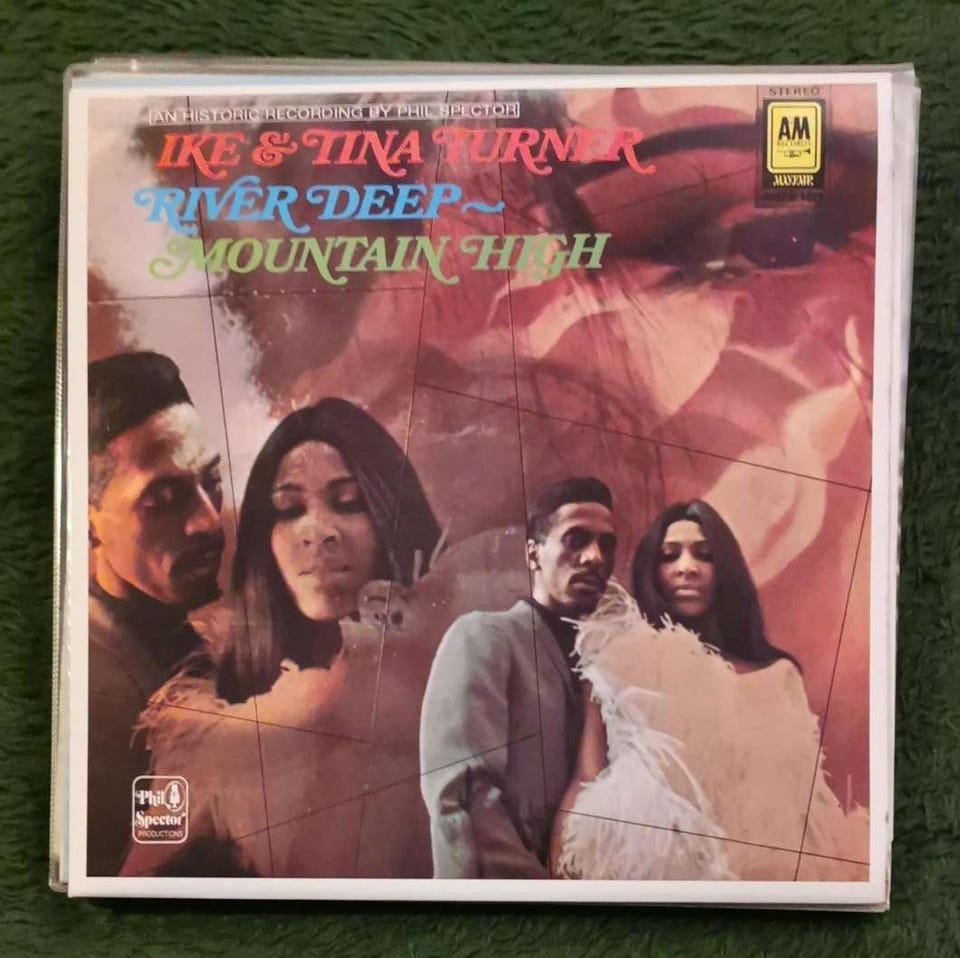 AN HISTORIC RECORDING BY PHIL SPECTOR
IKE & TINA TURNER
RIVER DEEP~
MOUNTAIN HIGH
STEREO
AM
RECORDS
MAYFAIR
Phil
Spector
PRODUCTIONS